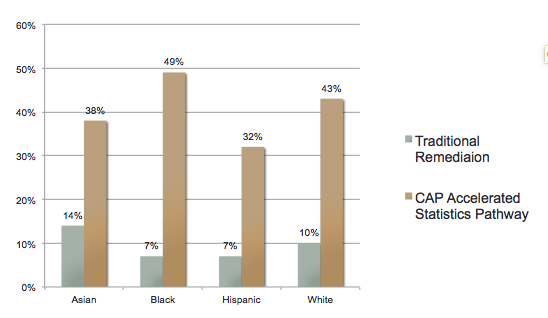 60%
50%
40%
30%
20%
10%
0%
14%
38%
7%
49%
7%
32%
10%
43%
Asian
Black
Hispanic
White
Traditional
Remediaion
CAP Accelerated
Statistics Pathway